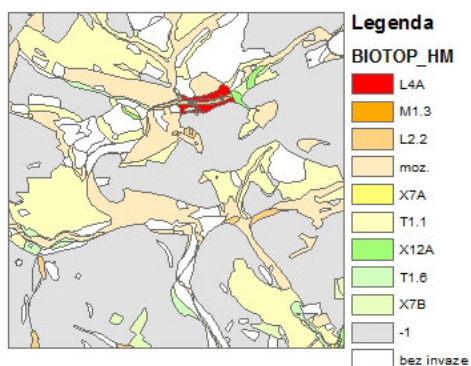 Legenda
BIOTOP_HM
L4A
M1.3
L2.2
moz.
X7A
T1.1
X12A
T1.6
X7B
-1
bez invaze